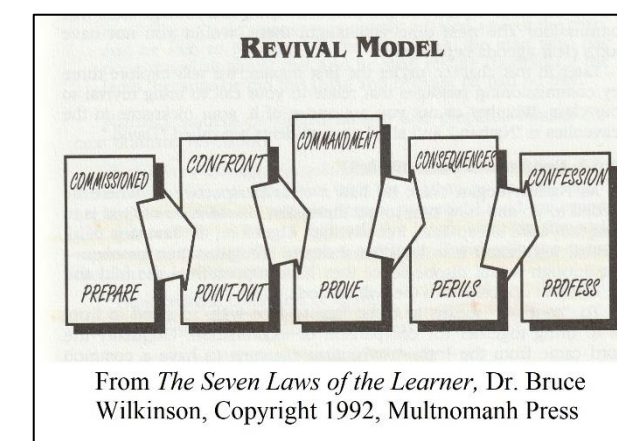 REVIVAL MODEL
COMMISSIONED
PREPARE
CONFRONT
POINT-OUT
COMMANDMENT
PROVE
CONSEQUENCES
PERILS
CONFESSION
PROFESS
From The Seven Laws of the Learner, Dr. Bruce
Wilkinson, Copyright 1992, Multnomanh Press